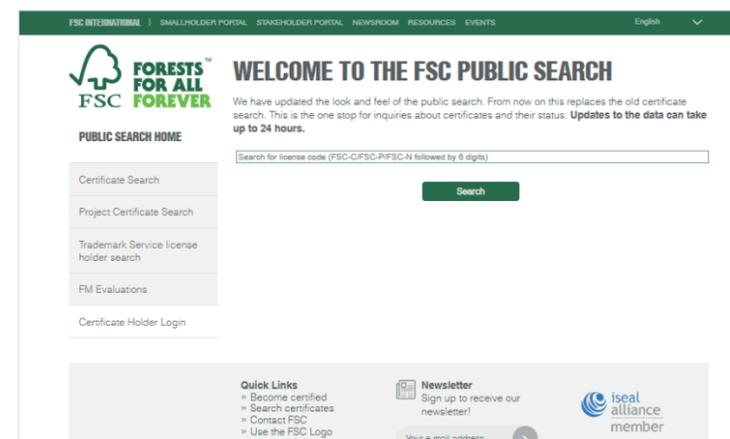 FSC INTERNATIONAL | SMALLHOLDER PORTAL STAKEHOLDER PORTAL NEWSROOM RESOURCES EVENTS English
FORESTS™
FOR ALL
FOREVER
FSC
WELCOME TO THE FSC PUBLIC SEARCH
We have updated the look and feel of the public search. From now on this replaces the old certificate
search. This is the one stop for inquiries about certificates and their status. Updates to the data can take
up to 24 hours.
Search for license code (FSC-C/FSC-P/FSC-N followed by 6 digits)
Search
PUBLIC SEARCH HOME
Certificate Search
Project Certificate Search
Trademark Service license
holder search
FM Evaluations
Certificate Holder Login
Quick Links
» Become certified
» Search certificates
» Contact FSC
» Use the FSC Logo
Newsletter
Sign up to receive our
newsletter!
Your e-mail address
iseal
alliance
member